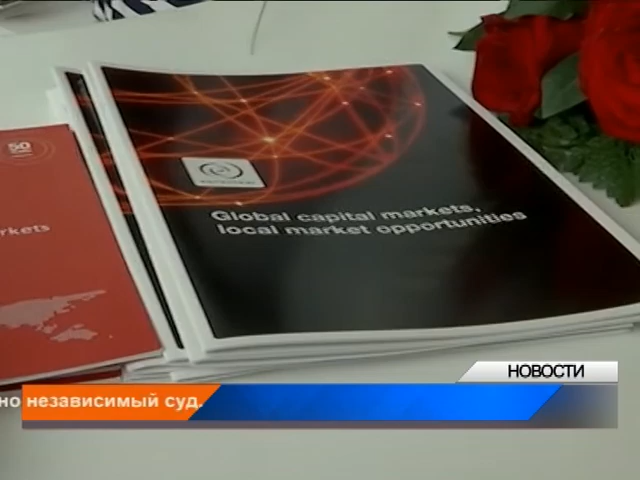 50
rkets
Global capital markets,
local market opportunities
НОВОСТИ
но независимый суд.